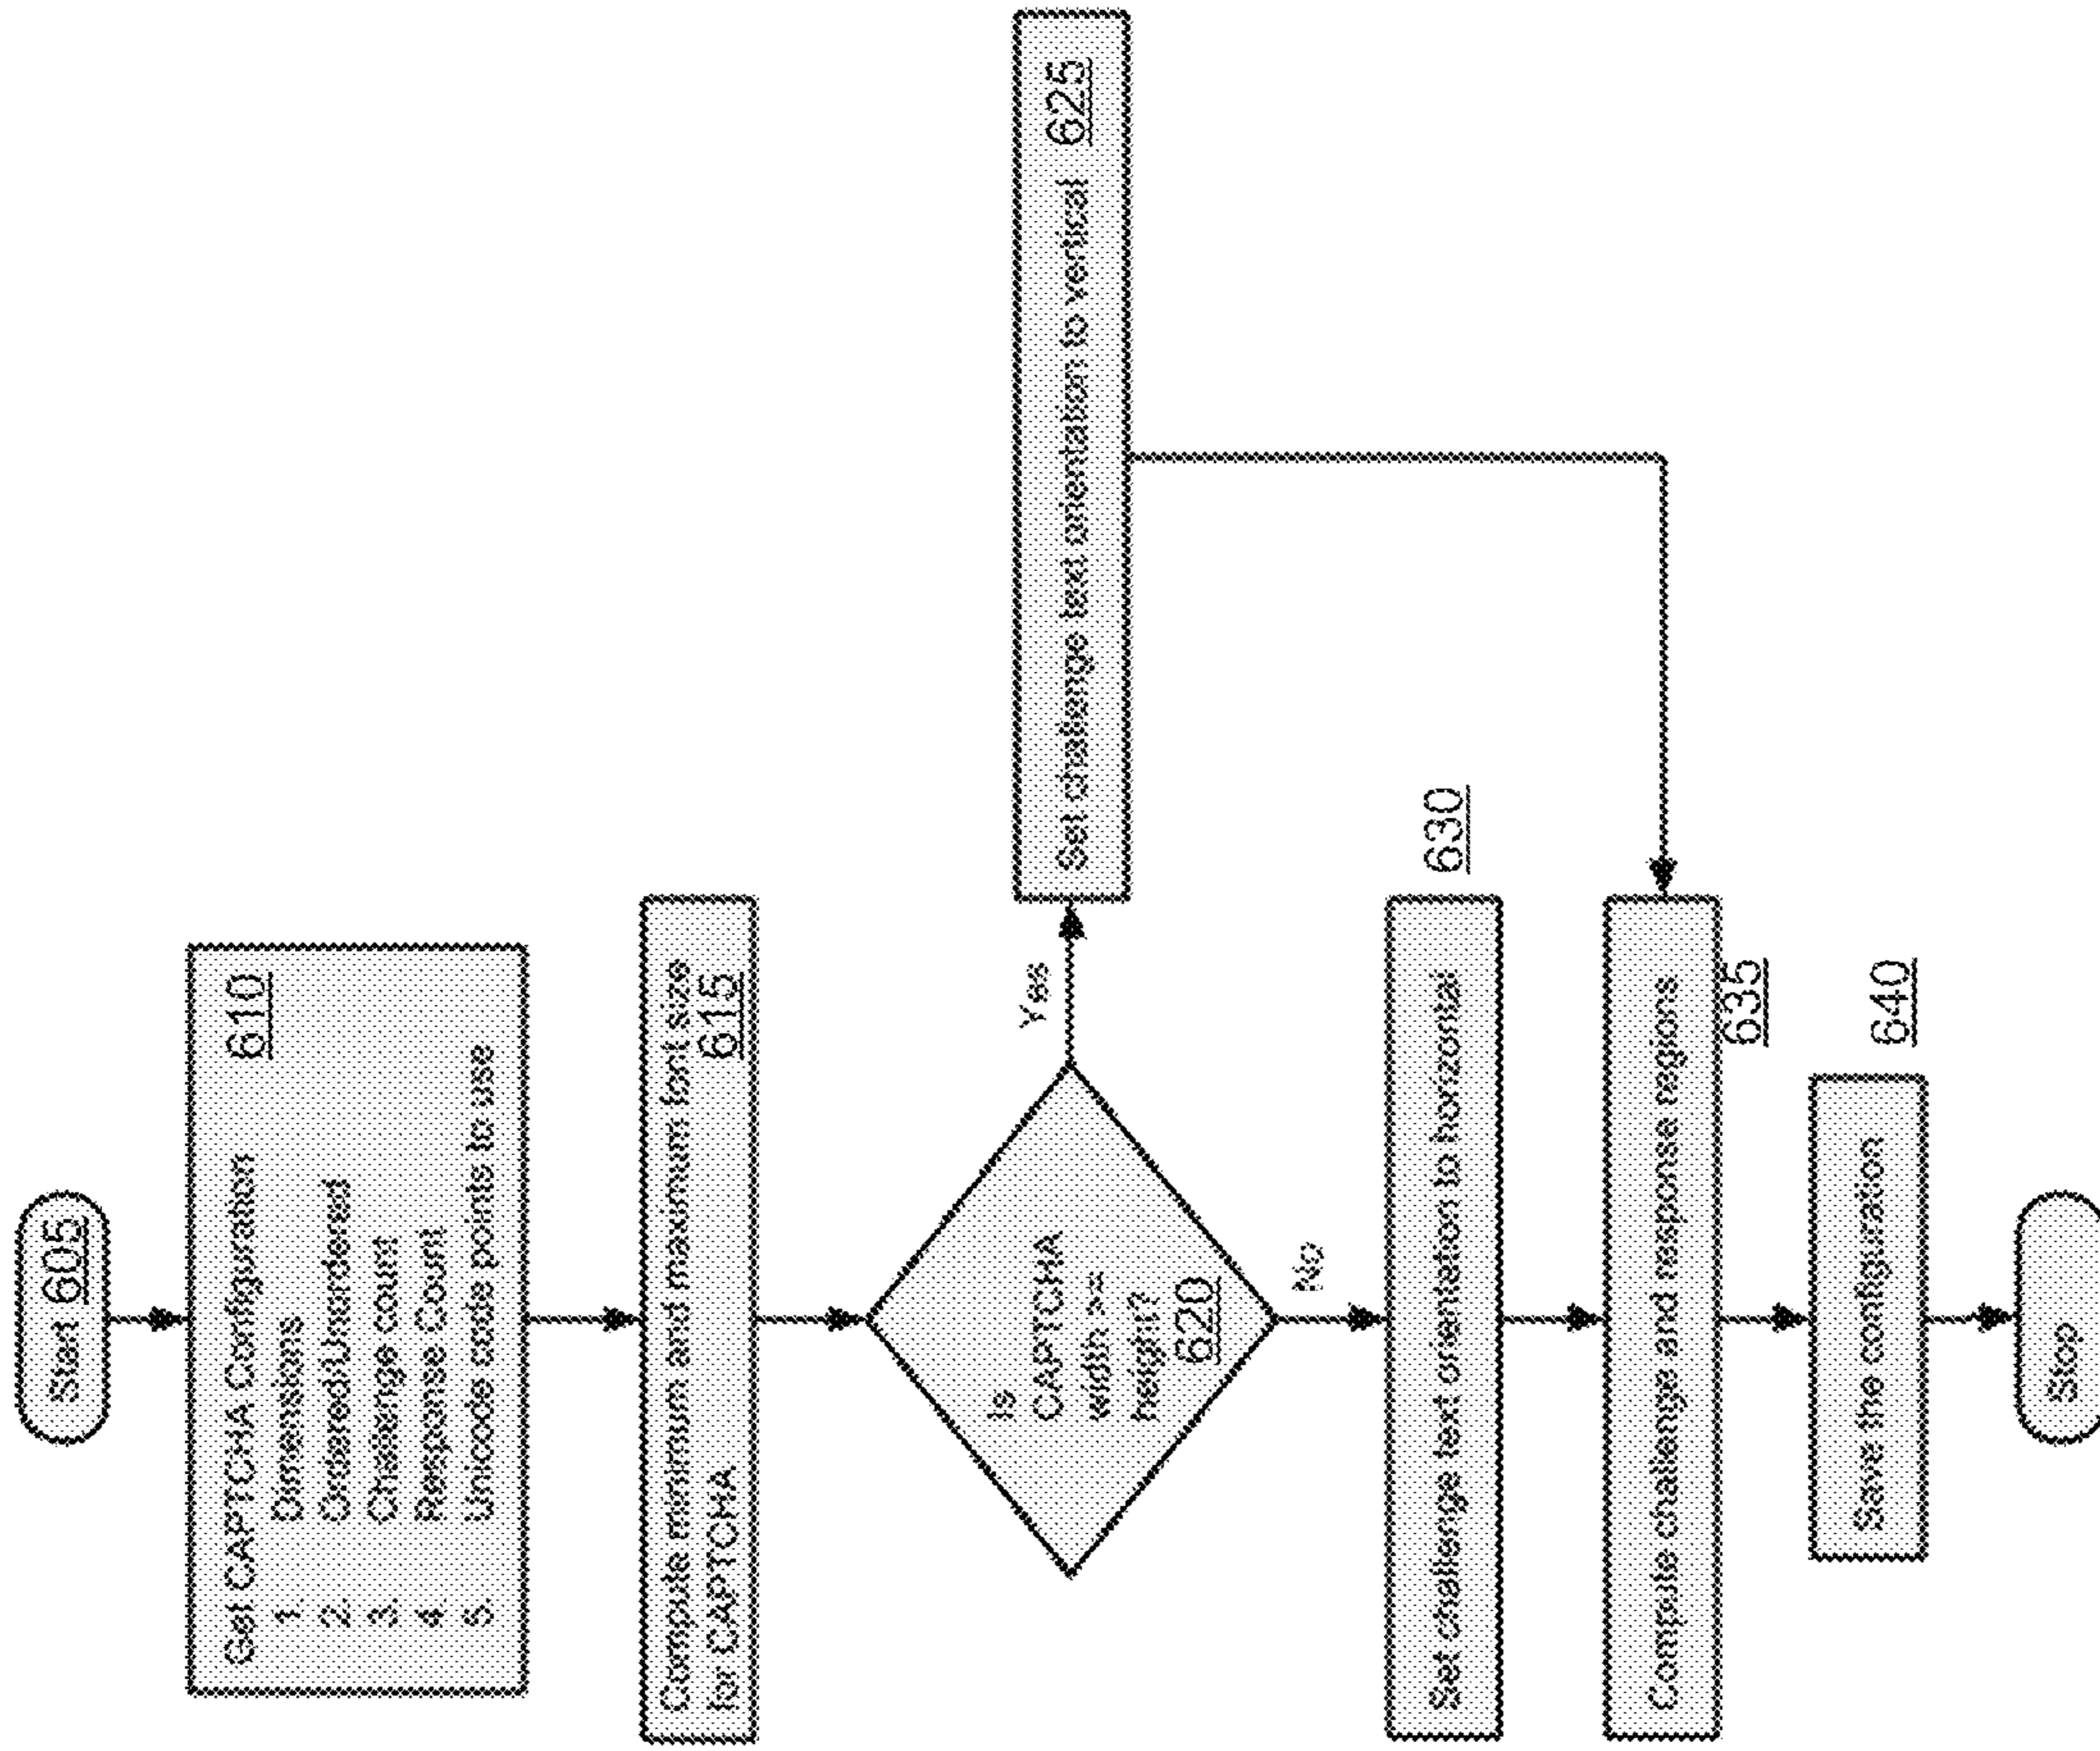 Start 605
Get CAPTCHA Configuration 610
1. Dimensions
2. Ordered/Unordered
3. Challenge count
4. Response Count
5. Unicode code points to use
Compute minimum and maximum font size
for CAPTCHA 615
Is
CAPTCHA
width >=
height?
620
Yes
Set challenge text orientation to vertical 625
No
Set challenge text orientation to horizontal
630
Compute challenge and response regions
635
Save the configuration
640
Stop